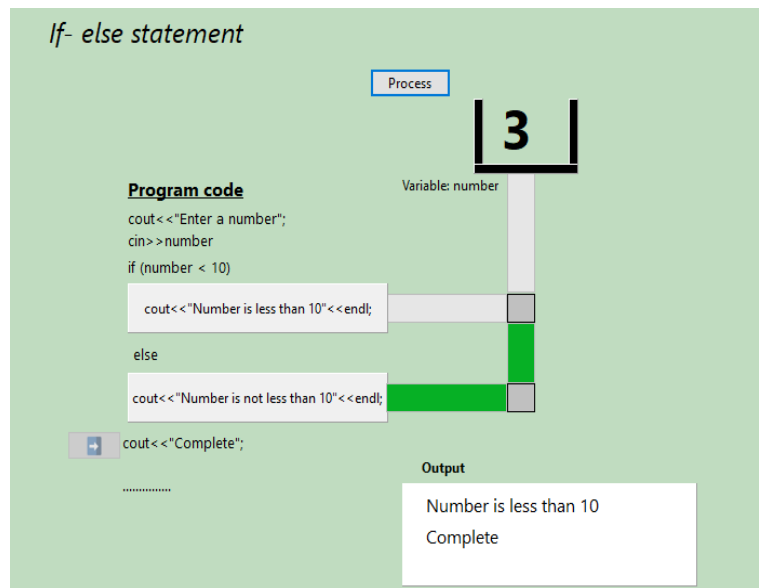 If- else statement
Process
3
Variable: number
Program code
cout<<"Enter a number";
cin>>number
if (number < 10)
cout<<"Number is less than 10"<<endl;
else
cout<<"Number is not less than 10"<<endl;
cout<<"Complete";
...............
Output
Number is less than 10
Complete